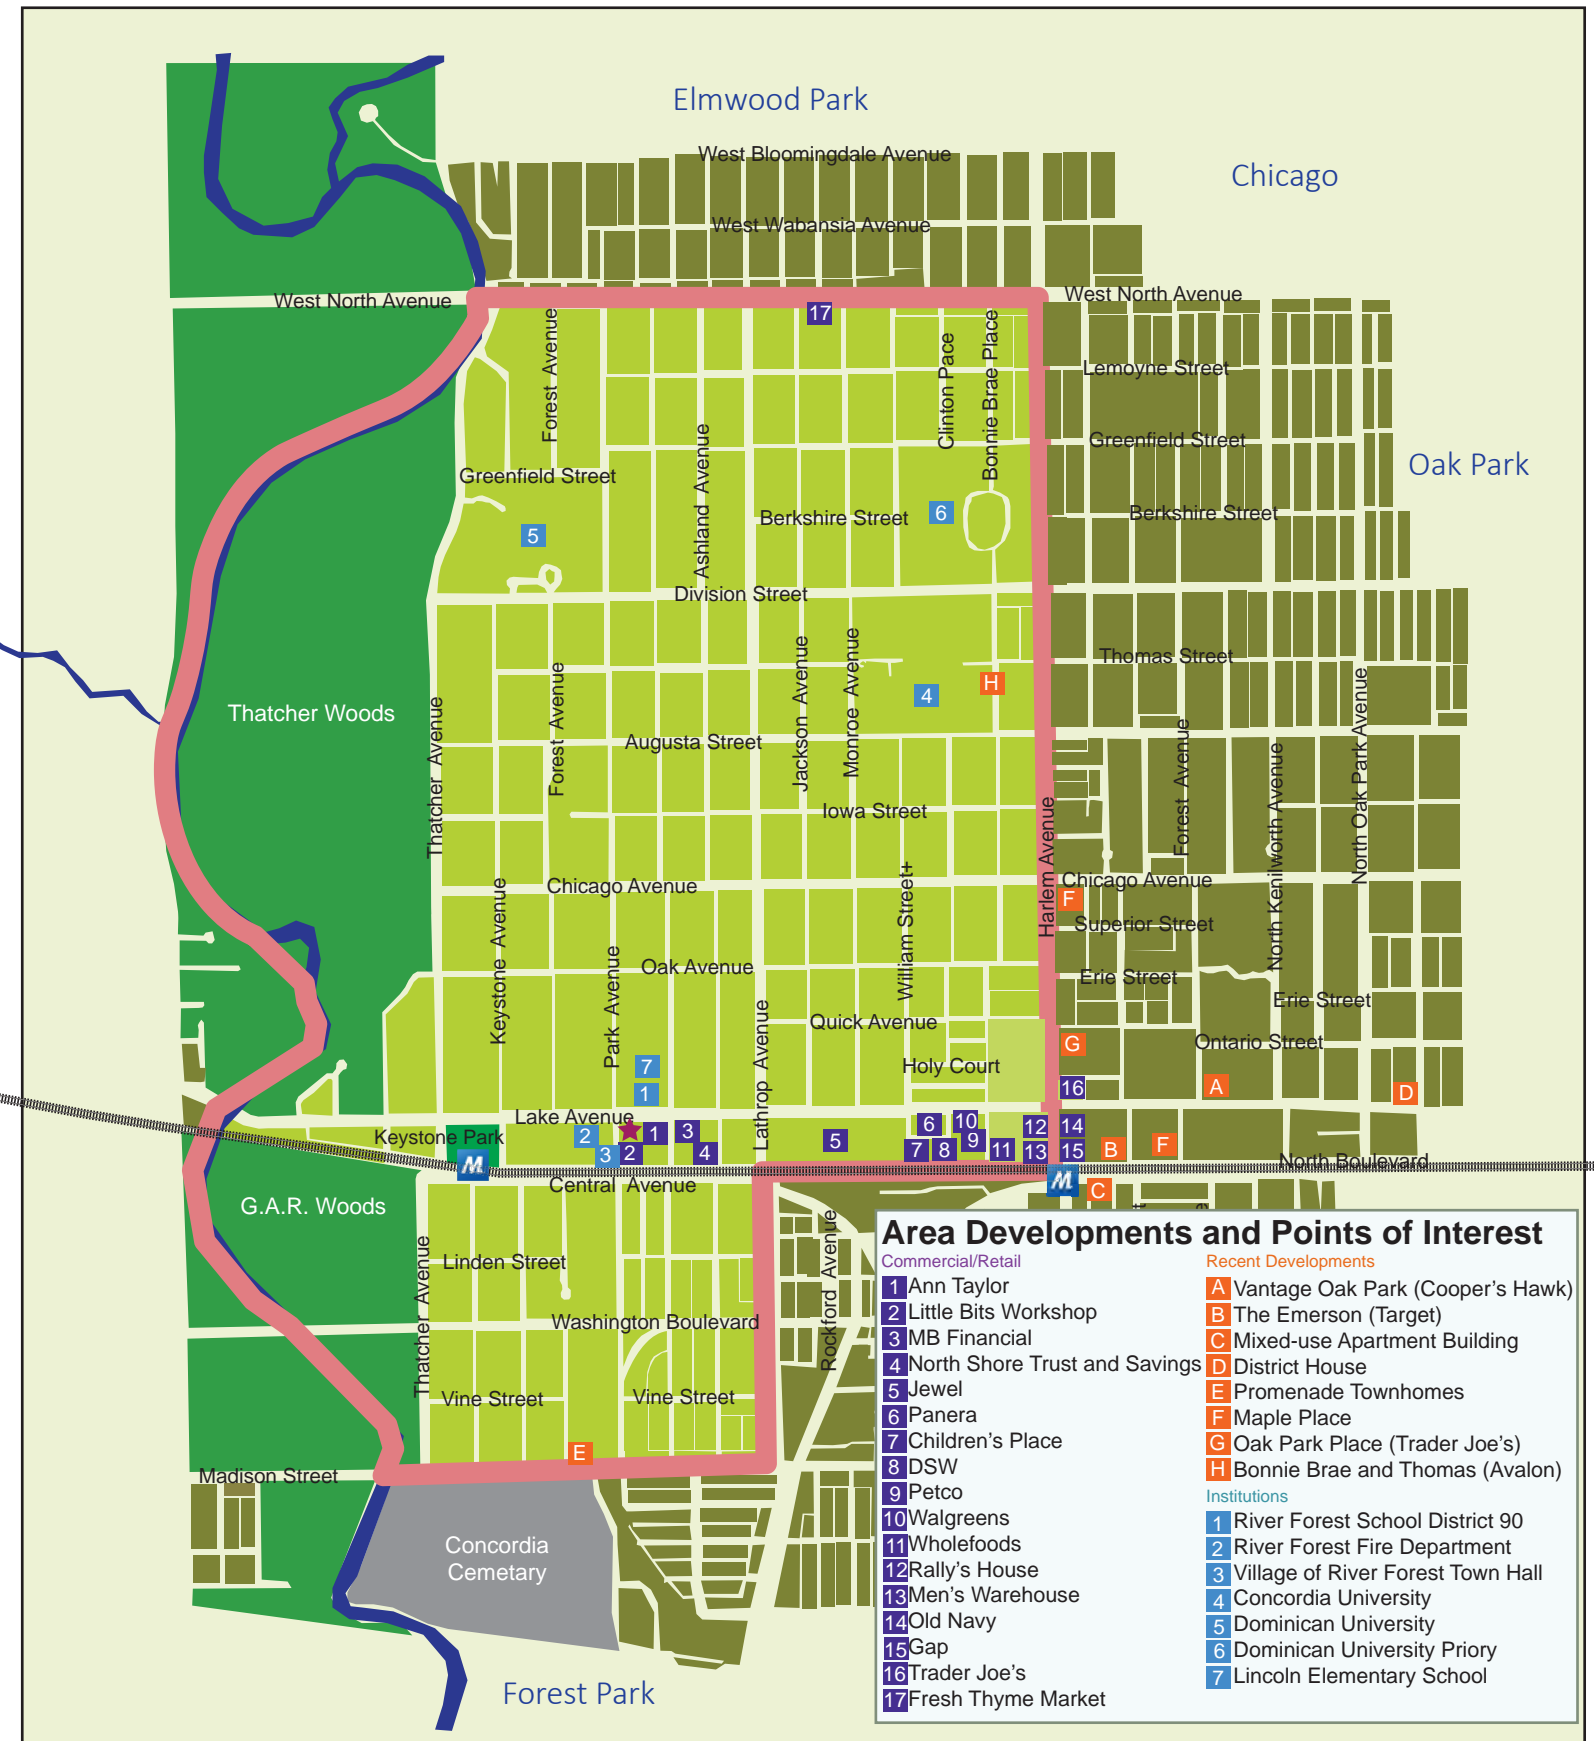 Elmwood Park
West Bloomingdale Avenue
Chicago
West Wabansia Avenue
West North Avenue
West North Avenue
17
Forest Avenue
Clinton Pace
Bonnie Brae Place
Lemoyne Street
Greenfield Street
Oak Park
Greenfield Street
Ashland Avenue
Berkshire Street
6
Berkshire Street
5
Division Street
Thomas Street
Forest Avenue
Jackson Avenue
Monroe Avenue
4
H
Thatcher Woods
Thatcher Avenue
Augusta Street
Forest Avenue
North Kenilworth Avenue
North Oak Park Avenue
Iowa Street
Harlem Avenue
Chicago Avenue
Chicago Avenue
F
Superior Street
Keystone Avenue
Park Avenue
Oak Avenue
William Street+
Erie Street
Erie Street
Lathrop Avenue
Quick Avenue
Ontario Street
G
Holy Court
7
1
16
A
D
Lake Avenue
Keystone Park
2
3
1
2
3
4
5
6
7
8
10
9
11
12
13
14
15
B
F
M
M
C
North Boulevard
Central Avenue
G.A.R. Woods
Thatcher Avenue
Linden Street
Washington Boulevard
Rockford Avenue
Vine Street
Vine Street
E
Madison Street
Concordia
Cemetary
Forest Park
Area Developments and Points of Interest
Commercial/Retail
1 Ann Taylor
2 Little Bits Workshop
3 MB Financial
4 North Shore Trust and Savings
5 Jewel
6 Panera
7 Children's Place
8 DSW
9 Petco
10 Walgreens
11 Wholefoods
12 Rally's House
13 Men's Warehouse
14 Old Navy
15 Gap
16 Trader Joe's
17 Fresh Thyme Market
Recent Developments
A Vantage Oak Park (Cooper's Hawk)
B The Emerson (Target)
C Mixed-use Apartment Building
D District House
E Promenade Townhomes
F Maple Place
G Oak Park Place (Trader Joe's)
H Bonnie Brae and Thomas (Avalon)
Institutions
1 River Forest School District 90
2 River Forest Fire Department
3 Village of River Forest Town Hall
4 Concordia University
5 Dominican University
6 Dominican University Priory
7 Lincoln Elementary School